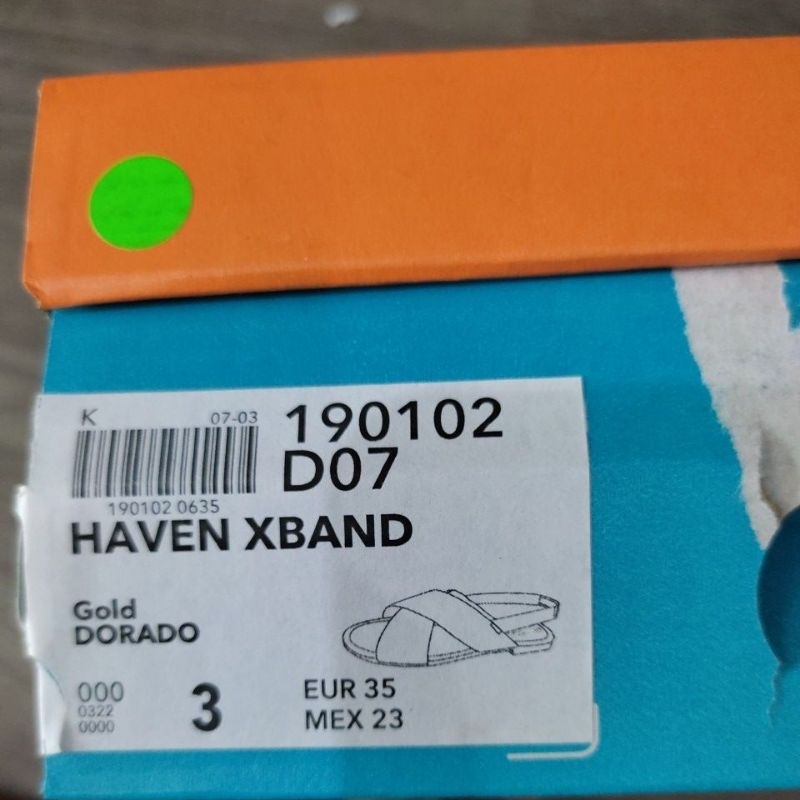 K 07-03
190102
D07
190102 0635
HAVEN XBAND
Gold
DORADO
000
0322
0000
3
EUR 35
MEX 23